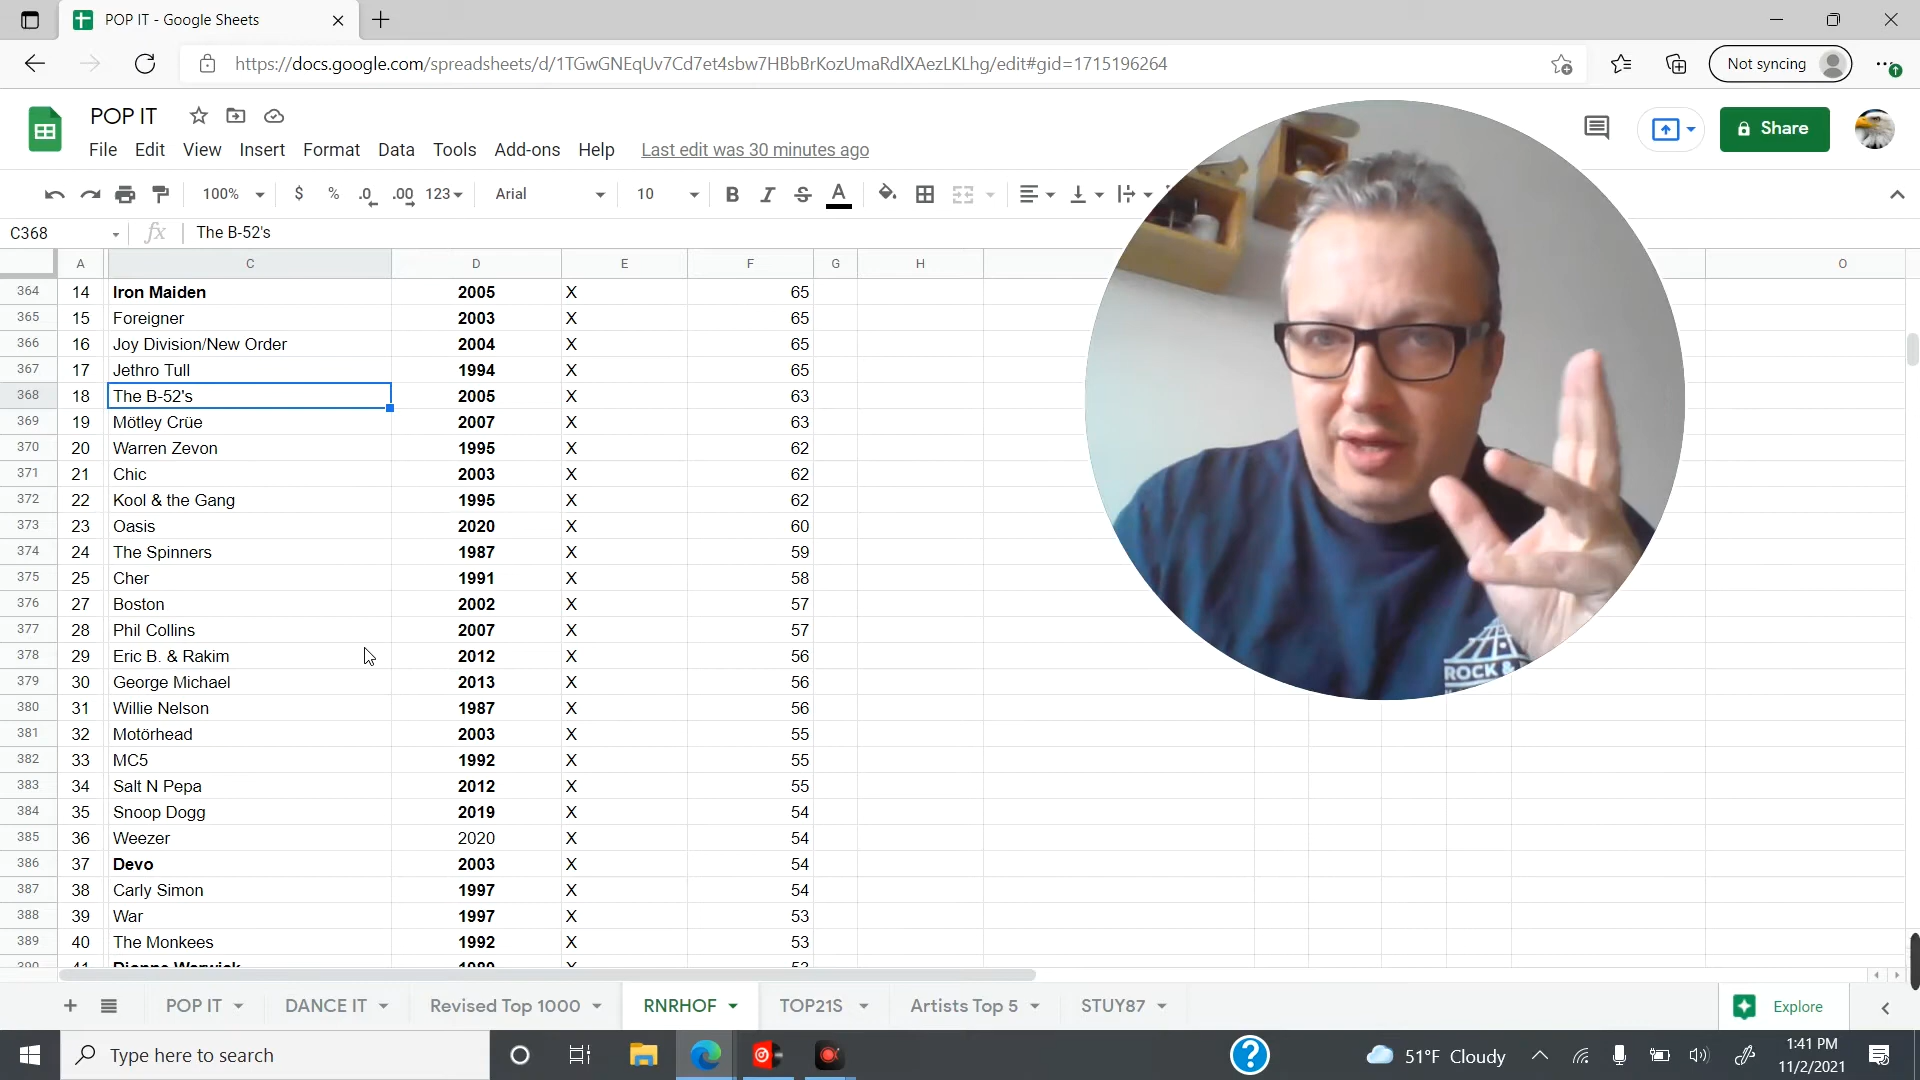 POP IT - Google Sheets
https://docs.google.com/spreadsheets/d/1TGwGNEqUv7Cd7et4sbw7HBbBrKozUmaRdlXAezLKLhg/edit#gid=1715196264
Not syncing
POP IT
File Edit View Insert Format Data Tools Add-ons Help Last edit was 30 minutes ago
Share
100% $ % .0 .00 123 Arial 10 B I S A
C368 fx The B-52's
A C D E F G H O
364 14 Iron Maiden 2005 X 65
365 15 Foreigner 2003 X 65
366 16 Joy Division/New Order 2004 X 65
367 17 Jethro Tull 1994 X 65
368 18 The B-52's 2005 X 63
369 19 Mötley Crüe 2007 X 63
370 20 Warren Zevon 1995 X 62
371 21 Chic 2003 X 62
372 22 Kool & the Gang 1995 X 62
373 23 Oasis 2020 X 60
374 24 The Spinners 1987 X 59
375 25 Cher 1991 X 58
376 27 Boston 2002 X 57
377 28 Phil Collins 2007 X 57
378 29 Eric B. & Rakim 2012 X 56
379 30 George Michael 2013 X 56
380 31 Willie Nelson 1987 X 56
381 32 Motörhead 2003 X 55
382 33 MC5 1992 X 55
383 34 Salt N Pepa 2012 X 55
384 35 Snoop Dogg 2019 X 54
385 36 Weezer 2020 X 54
386 37 Devo 2003 X 54
387 38 Carly Simon 1997 X 54
388 39 War 1997 X 53
389 40 The Monkees 1992 X 53
ROCK &
POP IT DANCE IT Revised Top 1000 RNRHOF TOP21S Artists Top 5 STUY87 Explore
Type here to search
51°F Cloudy
1:41 PM
11/2/2021